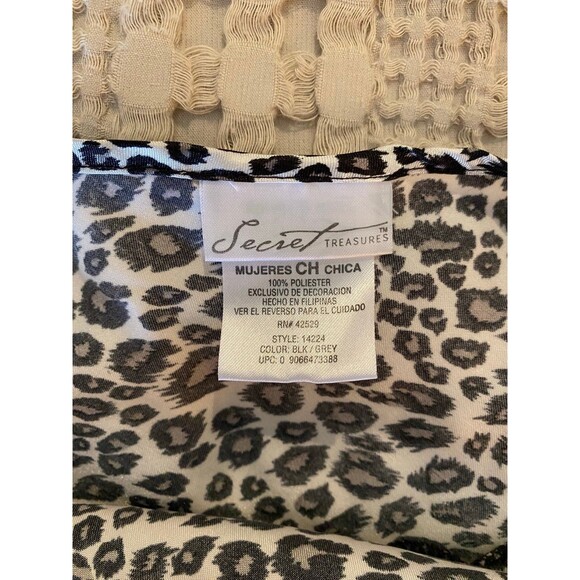 Secret TREASURES™
MUJERES CH CHICA
100% POLIESTER
EXCLUSIVO DE DECORACION
HECHO EN FILIPINAS
VER EL REVERSO PARA EL CUIDADO
RN# 42529
STYLE: 14224
COLOR: BLK / GREY
UPC: 0 9066473388